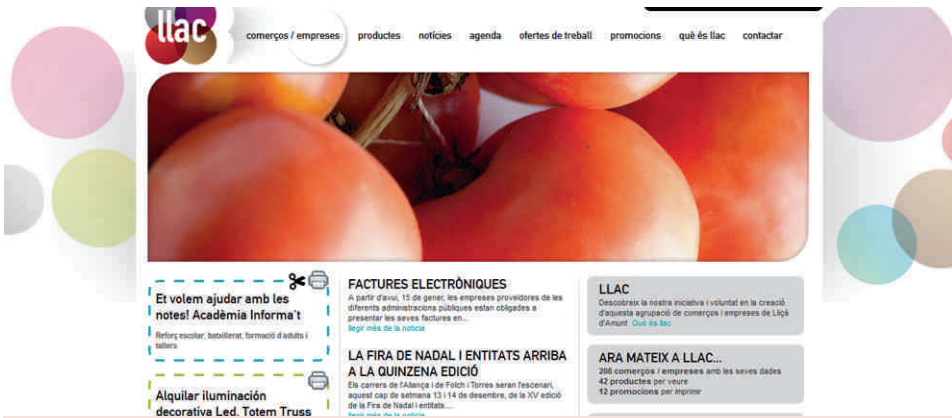 llac
comerços / empreses productes notícies agenda ofertes de treball promocions què és llac contactar
Et volem ajudar amb les
notes! Acadèmia Informa't
Reforç escolar, batxillerat, formació d'adults i
tallers
Alquilar iluminación
decorativa Led. Totem Truss
FACTURES ELECTRÒNIQUES
A partir d'avui, 15 de gener, les empreses proveïdores de les
diferents administracions públiques estan obligades a
presentar les seves factures en...
llegir més de la notícia
LA FIRA DE NADAL I ENTITATS ARRIBA
A LA QUINZENA EDICIÓ
Els carrers de l'Aliança i de Folch i Torres seran l'escenari,
aquest cap de setmana 13 i 14 de desembre, de la XV edició
de la Fira de Nadal i entitats....
llegir més de la notícia
LLAC
Descobreix la nostra iniciativa i voluntat en la creació
d'aquesta agrupació de comerços i empreses de Lliçà
d'Amunt Què és llac
ARA MATEIX A LLAC...
208 comerços / empreses amb les seves dades
42 productes per veure
12 promocions per imprimir